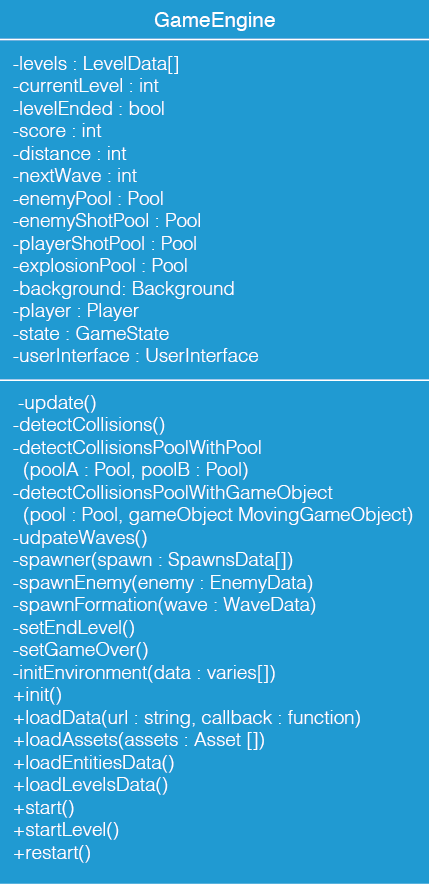 GameEngine
-levels : LevelData[]
-currentLevel : int
-levelEnded : bool
-score : int
-distance : int
-nextWave : int
-enemyPool : Pool
-enemyShotPool : Pool
-playerShotPool : Pool
-explosionPool : Pool
-background: Background
-player : Player
-state : GameState
-userInterface : UserInterface
-update()
-detectCollisions()
-detectCollisionsPoolWithPool
(poolA : Pool, poolB : Pool)
-detectCollisionsPoolWithGameObject
(pool : Pool, gameObject MovingGameObject)
-udpateWaves()
-spawner(spawn : SpawnsData[])
-spawnEnemy(enemy : EnemyData)
-spawnFormation(wave : WaveData)
-setEndLevel()
-setGameOver()
-initEnvironment(data : varies[])
+init()
+loadData(url : string, callback : function)
+loadAssets(assets : Asset [])
+loadEntitiesData()
+loadLevelsData()
+start()
+startLevel()
+restart()